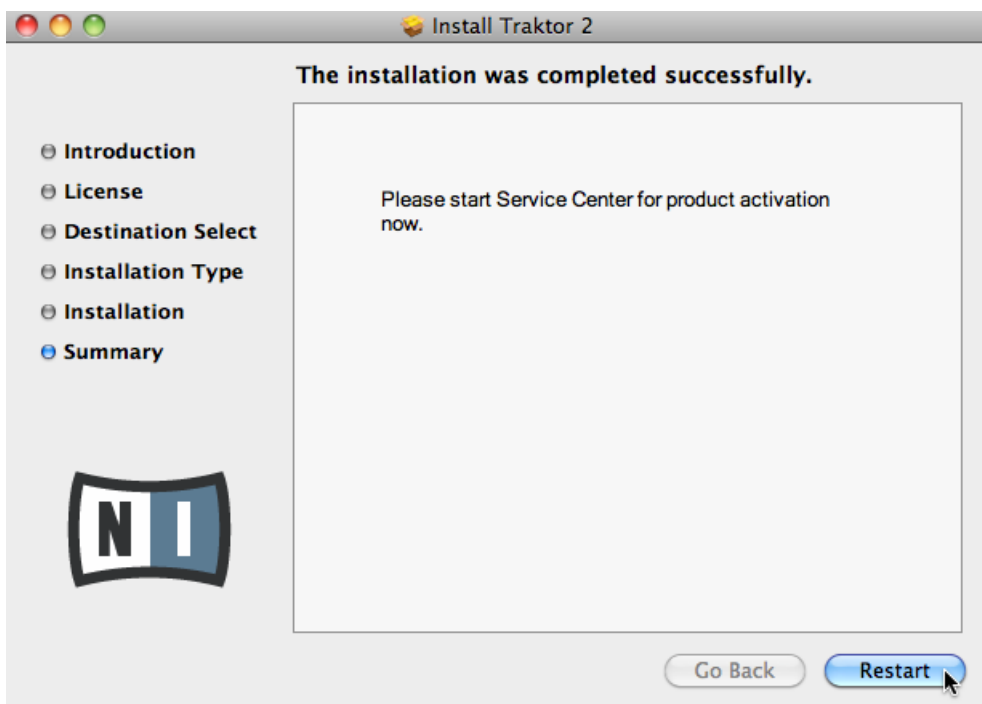 Install Traktor 2
The installation was completed successfully.
Introduction
License
Destination Select
Installation Type
Installation
Summary
Please start Service Center for product activation
now.
NI
Go Back
Restart